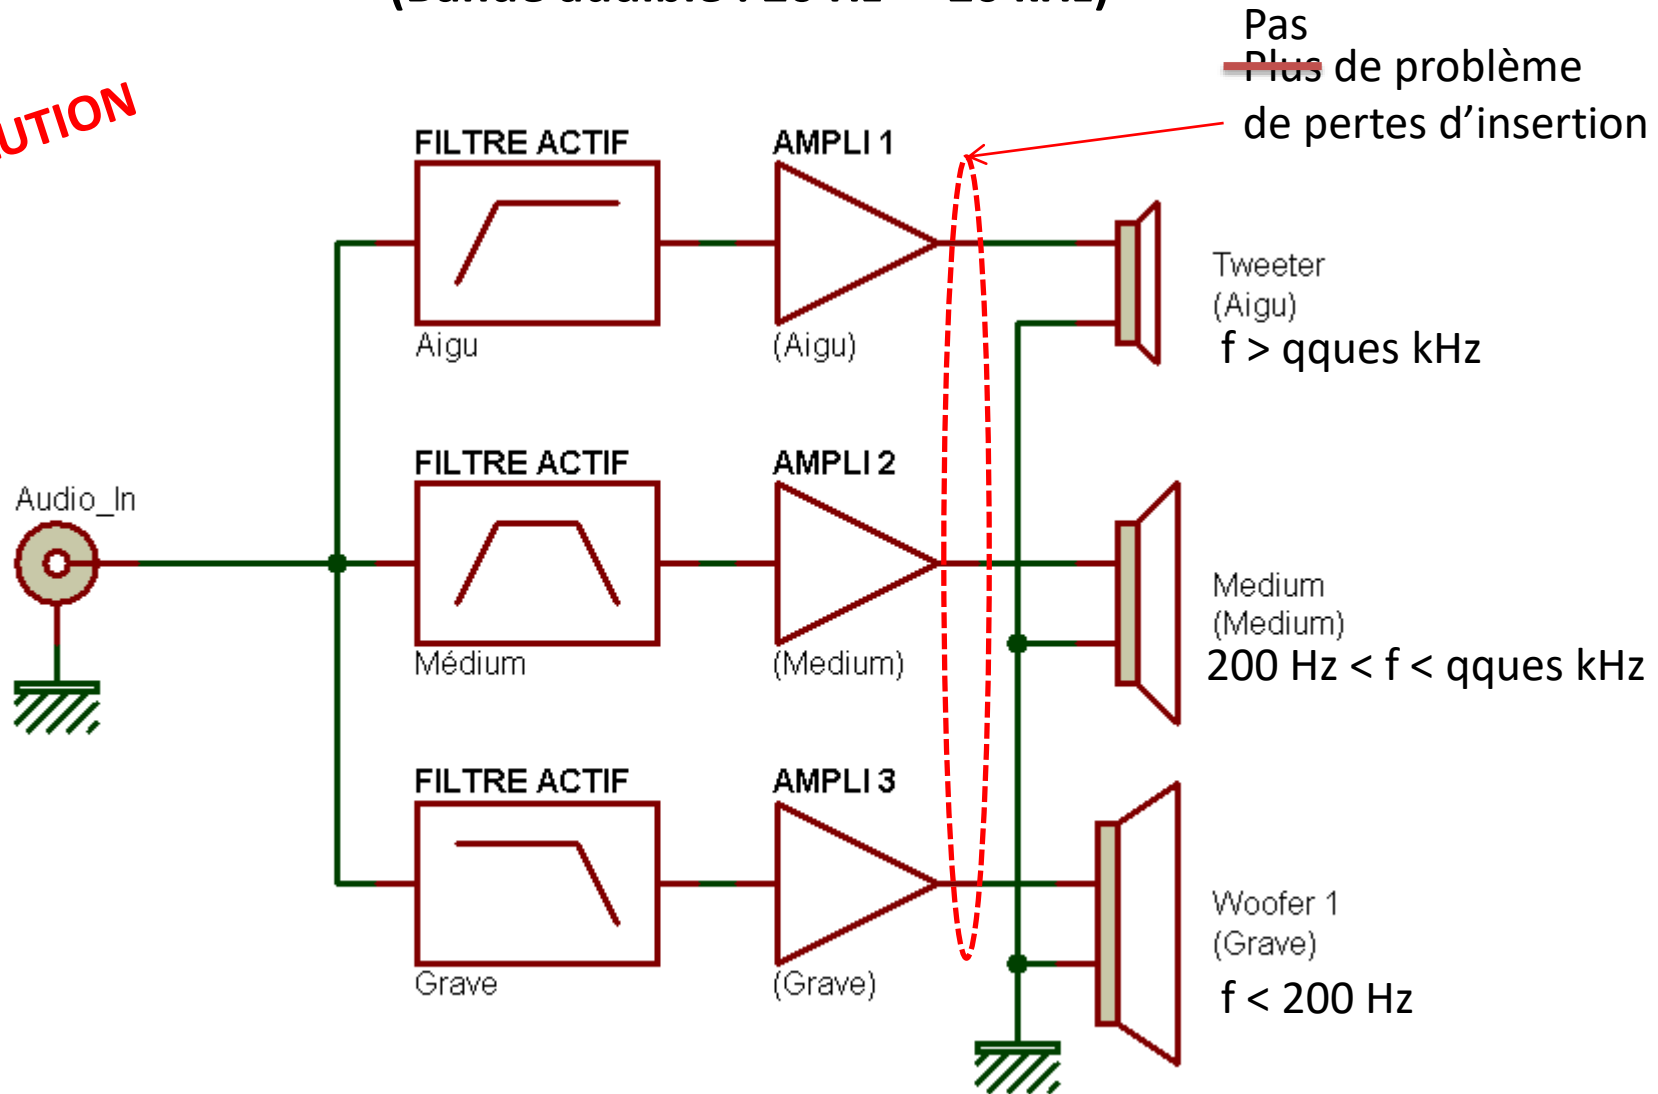 Pas
Plus de problème
de pertes d'insertion
FILTRE ACTIF
AMPLI 1
Aigu
(Aigu)
Tweeter
(Aigu)
f > qques kHz
FILTRE ACTIF
AMPLI 2
Audio_In
Médium
(Medium)
Medium
(Medium)
200 Hz < f < qques kHz
FILTRE ACTIF
AMPLI 3
Grave
(Grave)
Woofer 1
(Grave)
f < 200 Hz